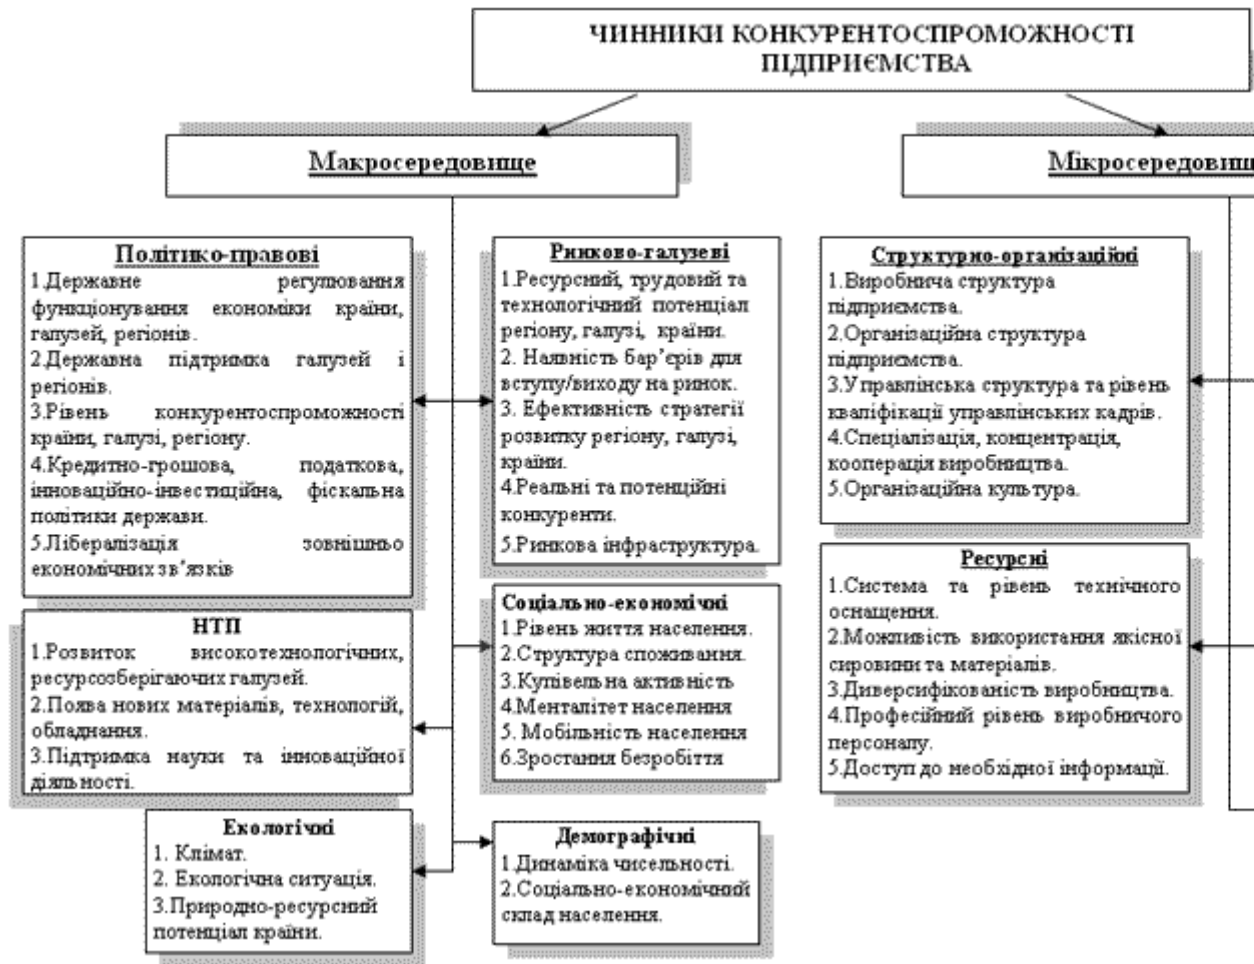 ЧИННИКИ КОНКУРЕНТОСПРОМОЖНОСТІ
ПІДПРИЄМСТВА
Макросередовище
Політико-правові
1.Державне регулювання
функціонування економіки країни,
галузей, регіонів.
2.Державна підтримка галузей і
регіонів.
3.Рівень конкурентоспроможності
країни, галузі, регіону.
4.Кредитно-грошова, податкова,
інноваційно-інвестиційна, фіскальна
політики держави.
5.Лібералізація зовнішньо
економічних зв’язків
НТП
1.Розвиток високотехнологічних,
ресурсозберігаючих галузей.
2.Поява нових матеріалів, технологій,
обладнання.
3.Підтримка науки та інноваційної
діяльності.
Екологічні
1. Клімат.
2. Екологічна ситуація.
3.Природно-ресурсний
потенціал країни.
Ринково-галузеві
1.Ресурсний, трудовий та
технологічний потенціал
регіону, галузі, країни.
2. Наявність бар’єрів для
вступу/виходу на ринок.
3. Ефективність стратегії
розвитку регіону, галузі,
країни.
4.Реальні та потенційні
конкуренти.
5.Ринкова інфраструктура.
Соціально-економічні
1.Рівень життя населення.
2.Структура споживання.
3.Купівельна активність
4.Менталітет населення
5. Мобільність населення
6.Зростання безробіття
Демографічні
1.Динаміка чисельності.
2.Соціально-економічний
склад населення.
Мікросередовищ
Структурно-організаційні
1.Виробнича структура
підприємства.
2.Організаційна структура
підприємства.
3.Управлінська структура та рівень
кваліфікації управлінських кадрів.
4.Спеціалізація, концентрація,
кооперація виробництва.
5.Організаційна культура.
Ресурсні
1.Система та рівень технічного
оснащення.
2.Можливість використання якісної
сировини та матеріалів.
3.Диверсифікованість виробництва.
4.Професійний рівень виробничого
персоналу.
5.Доступ до необхідної інформації.